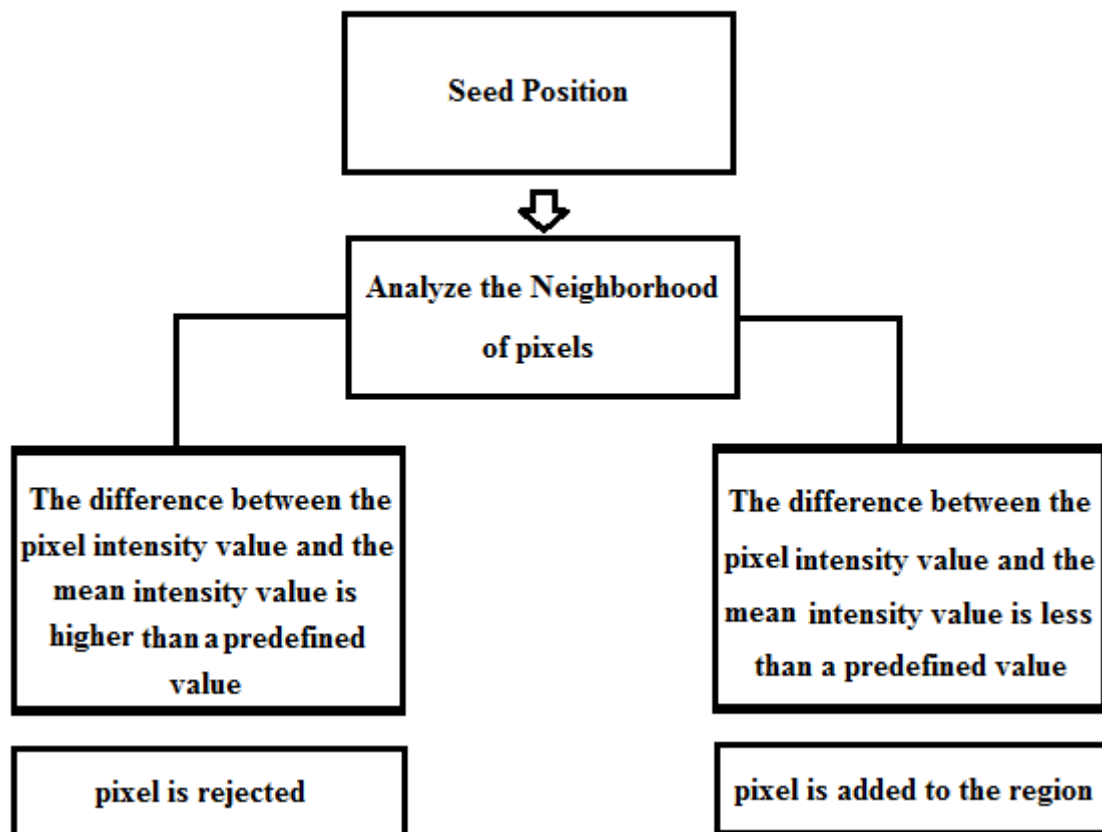 Seed Position
Analyze the Neighborhood
of pixels
The difference between the
pixel intensity value and the
mean intensity value is
higher than a predefined
value
The difference between the
pixel intensity value and the
mean intensity value is less
than a predefined value
pixel is rejected
pixel is added to the region